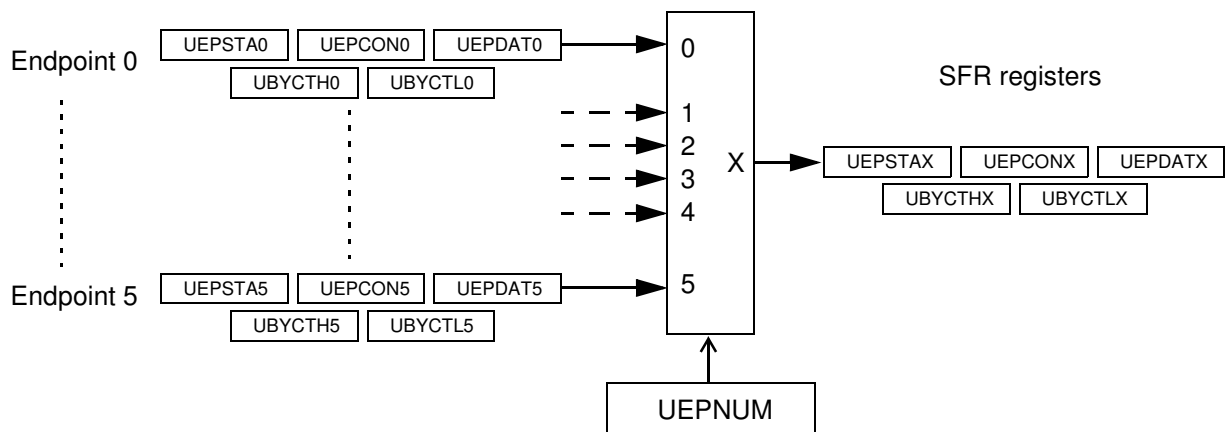 UEPSTA0 UEPCON0 UEPDAT0
Endpoint 0
UBYCTH0 UBYCTL0
0
SFR registers
1
2
3
4
X
UEPSTAX UEPCONX UEPDATX
UBYCTHX UBYCTLX
Endpoint 5
UEPSTA5 UEPCON5 UEPDAT5
UBYCTH5 UBYCTL5
5
UEPNUM